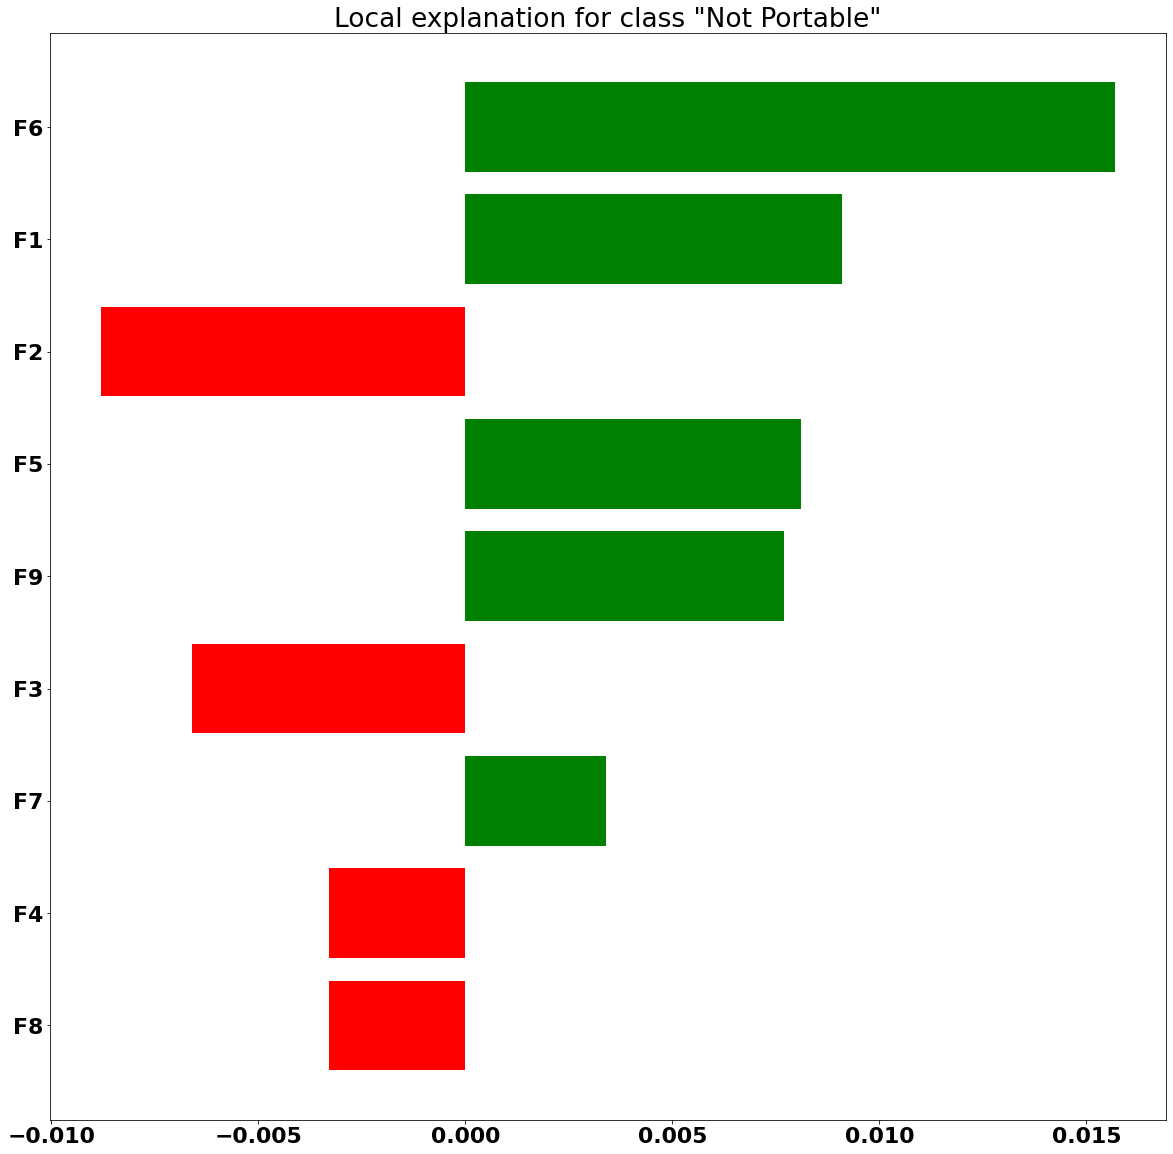 Local explanation for class "Not Portable"
F6
F1
F2
F5
F9
F3
F7
F4
F8
−0.010 −0.005 0.000 0.005 0.010 0.015